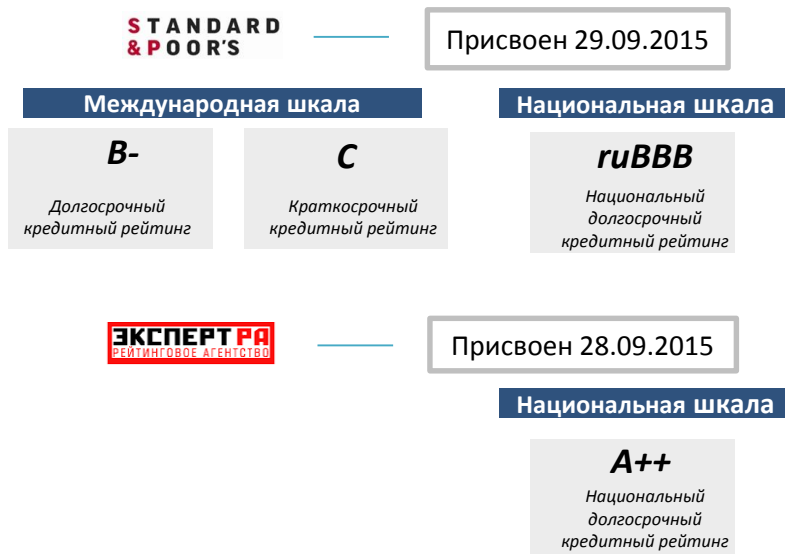 STANDARD
&POOR'S
Присвоен 29.09.2015
Международная шкала
Национальная шкала
B-
Долгосрочный
кредитный рейтинг
C
Краткосрочный
кредитный рейтинг
ruBBB
Национальный
долгосрочный
кредитный рейтинг
ЭКСПЕРТ РА
РЕЙТИНГОВОЕ АГЕНТСТВО
Присвоен 28.09.2015
Национальная шкала
A++
Национальный
долгосрочный
кредитный рейтинг